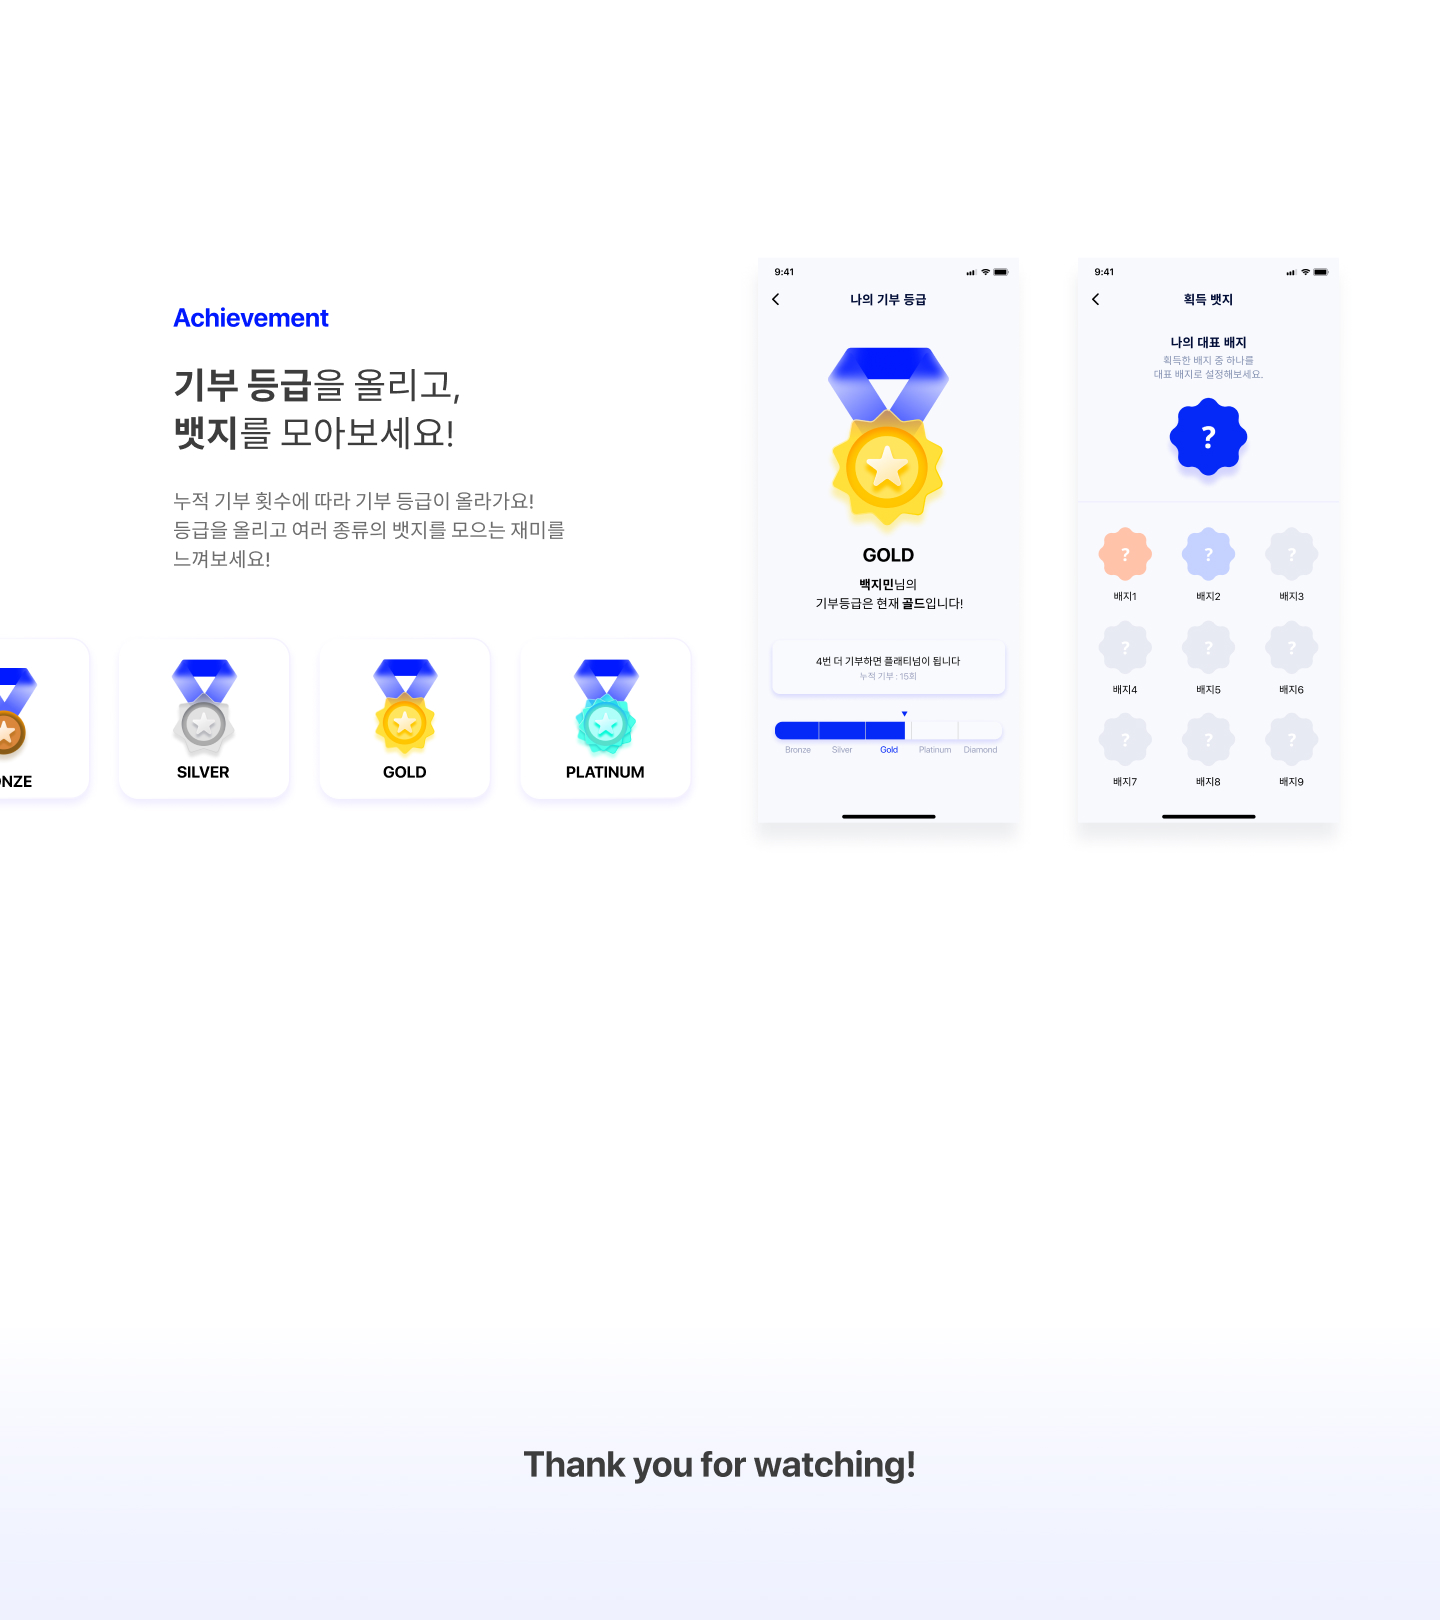 Achievement
기부 등급을 올리고,
뱃지를 모아보세요!
누적 기부 횟수에 따라 기부 등급이 올라가요!
등급을 올리고 여러 종류의 뱃지를 모으는 재미를
느껴보세요!
ONZE
SILVER
GOLD
PLATINUM
9:41
나의 기부 등급
GOLD
백지민님의
기부등급은 현재 골드입니다!
4번 더 기부하면 플래티넘이 됩니다
누적 기부 : 15회
Bronze
Silver
Gold
Platinum
Diamond
9:41
획득 뱃지
나의 대표 배지
획득한 배지 중 하나를
대표 배지로 설정해보세요.
?
? ? ?
배지1 배지2 배지3
? ? ?
배지4 배지5 배지6
? ? ?
배지7 배지8 배지9
Thank you for watching!